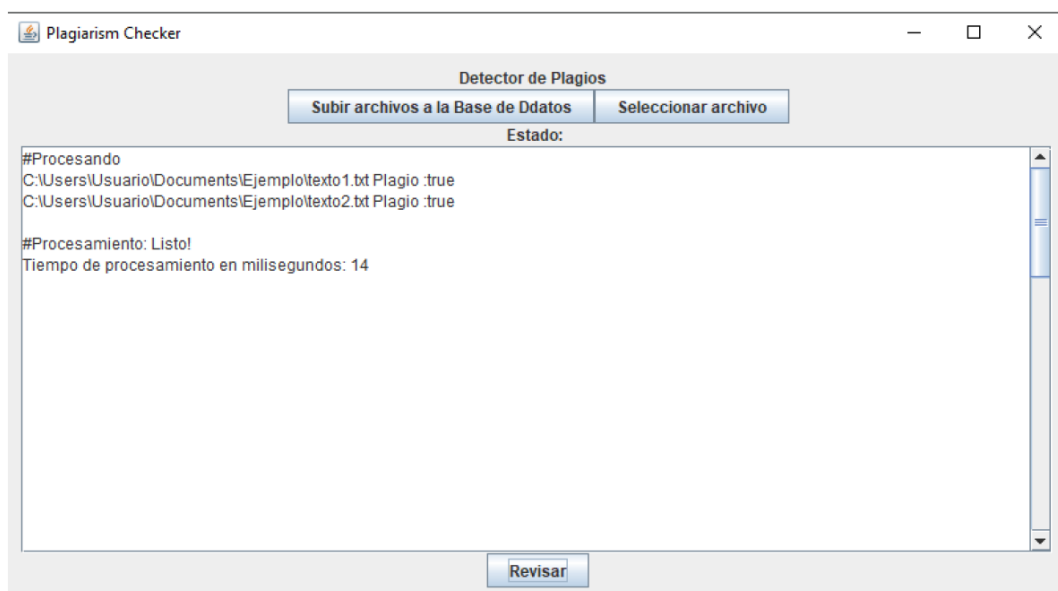 Plagiarism Checker
Detector de Plagios
Subir archivos a la Base de Ddatos
Seleccionar archivo
Estado:
#Procesando
C:\Users\Usuario\Documents\Ejemplo\texto1.txt Plagio :true
C:\Users\Usuario\Documents\Ejemplo\texto2.txt Plagio :true
#Procesamiento: Listo!
Tiempo de procesamiento en milisegundos: 14
Revisar